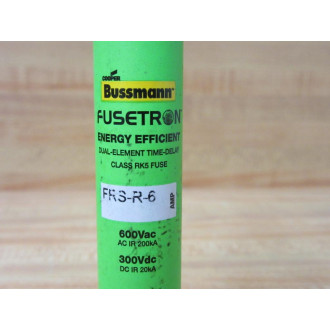 COOPER
Bussmann
FUSETRON
ENERGY EFFICIENT
DUAL-ELEMENT TIME-DELAY
CLASS RK5 FUSE
FRS-R-6
AMP
600Vac
AC IR 200kA
300Vdc
DC IR 20kA